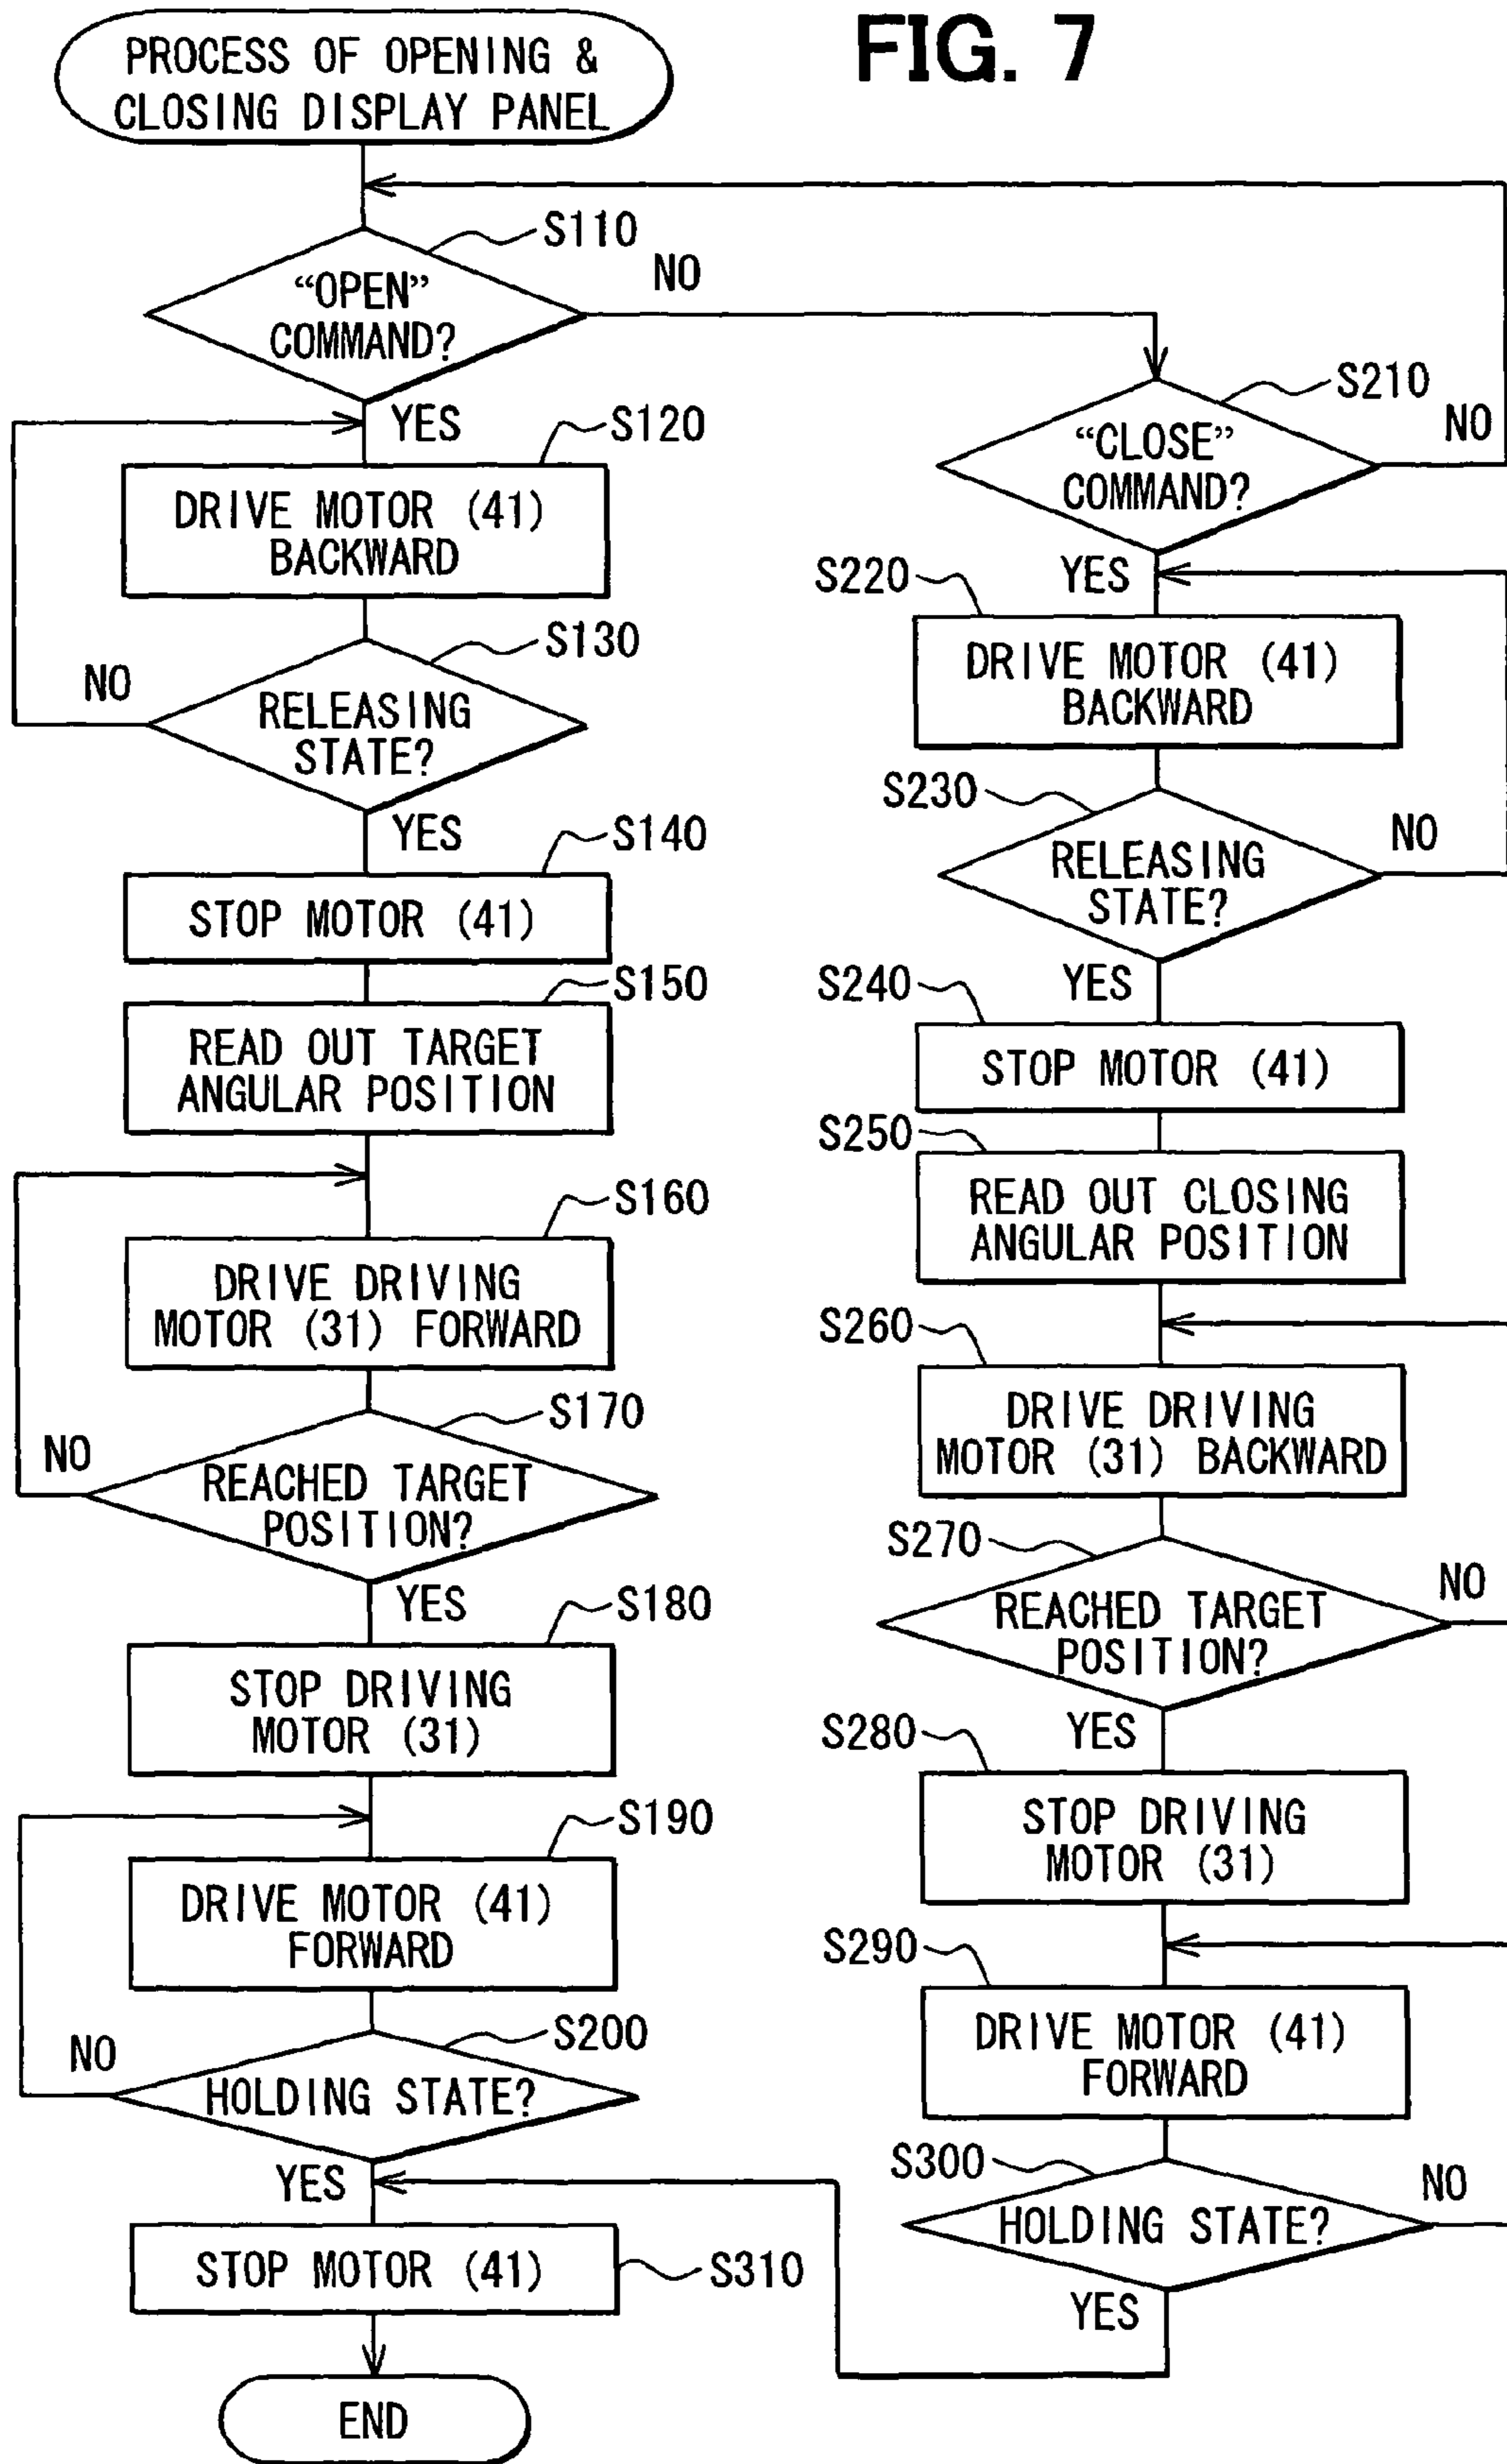 FIG. 7
PROCESS OF OPENING &
CLOSING DISPLAY PANEL
S110
"OPEN"
COMMAND?
NO
YES
S120
DRIVE MOTOR (41)
BACKWARD
S130
RELEASING
STATE?
NO
YES
S140
STOP MOTOR (41)
S150
READ OUT TARGET
ANGULAR POSITION
S160
DRIVE DRIVING
MOTOR (31) FORWARD
S170
REACHED TARGET
POSITION?
NO
YES
S180
STOP DRIVING
MOTOR (31)
S190
DRIVE MOTOR (41)
FORWARD
S200
HOLDING STATE?
NO
YES
STOP MOTOR (41)
S310
END
S210
“CLOSE”
COMMAND?
NO
YES
S220
DRIVE MOTOR (41)
BACKWARD
S230
RELEASING
STATE?
NO
YES
S240
STOP MOTOR (41)
S250
READ OUT CLOSING
ANGULAR POSITION
S260
DRIVE DRIVING
MOTOR (31) BACKWARD
S270
REACHED TARGET
POSITION?
NO
YES
S280
STOP DRIVING
MOTOR (31)
S290
DRIVE MOTOR (41)
FORWARD
S300
HOLDING STATE?
NO
YES